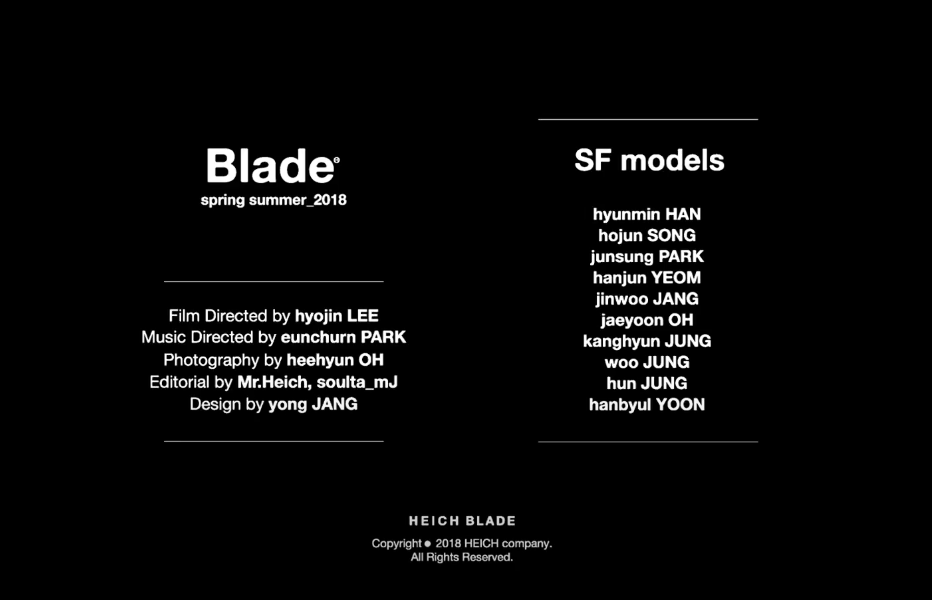 Blade
spring summer_2018
Film Directed by hyojin LEE
Music Directed by eunchurn PARK
Photography by heehyun OH
Editorial by Mr.Heich, soulta_mJ
Design by yong JANG
SF models
hyunmin HAN
hojun SONG
junsung PARK
hanjun YEOM
jinwoo JANG
jaeyoon OH
kanghyun JUNG
woo JUNG
hun JUNG
hanbyul YOON
HEICH BLADE
Copyright ● 2018 HEICH company.
All Rights Reserved.